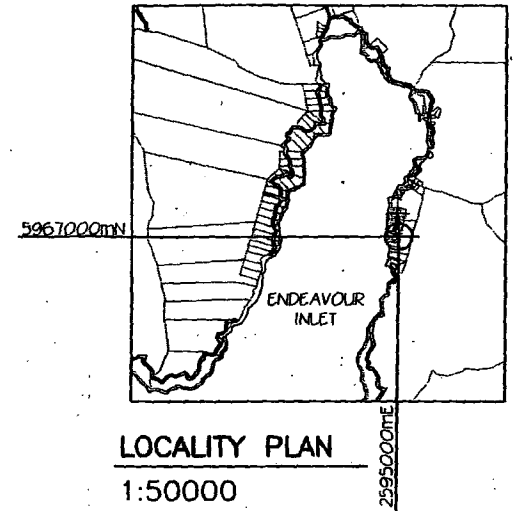 5967000mN
ENDEAVOUR
INLET
LOCALITY PLAN
1:50000
2595000mE